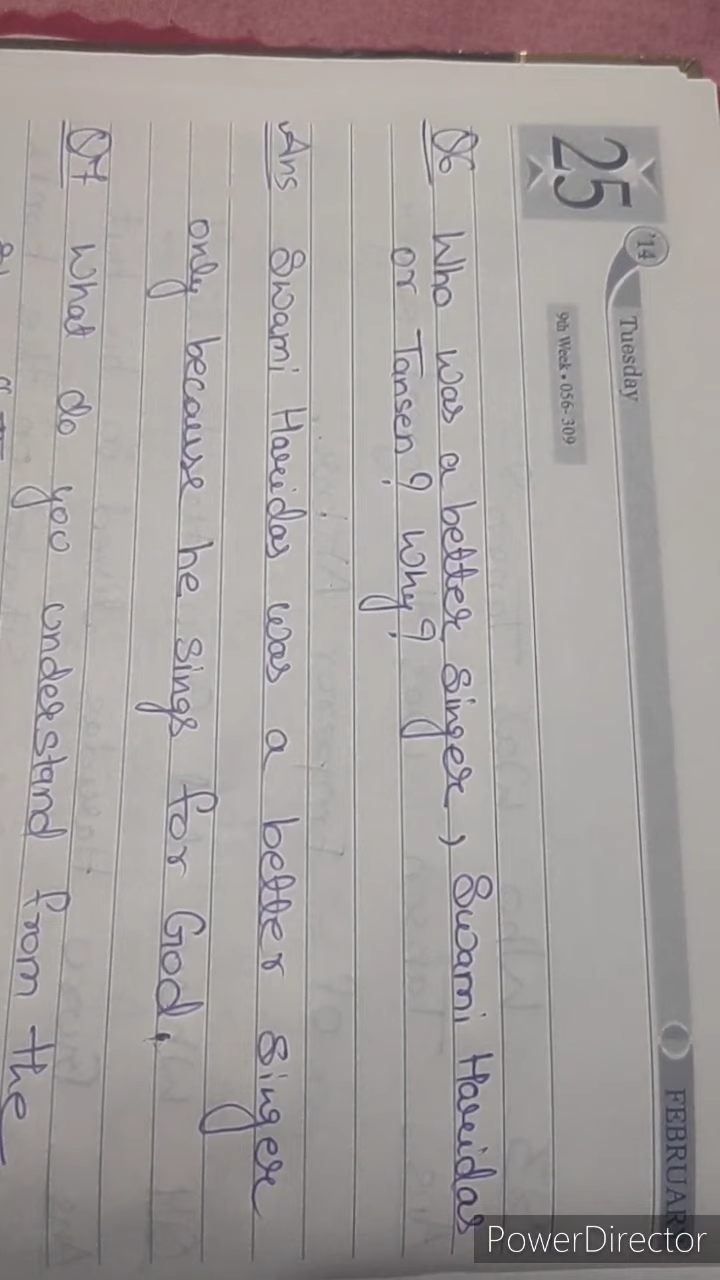 FEBRUAR
25 '14 Tuesday
9th Week • 056-309
Q6 Who was a better singer, Swami Haridas
or Tansen? Why?
Ans Swami Haridas was a better singer
only because he sings for God.
Q7 What do you understand from the
PowerDirector